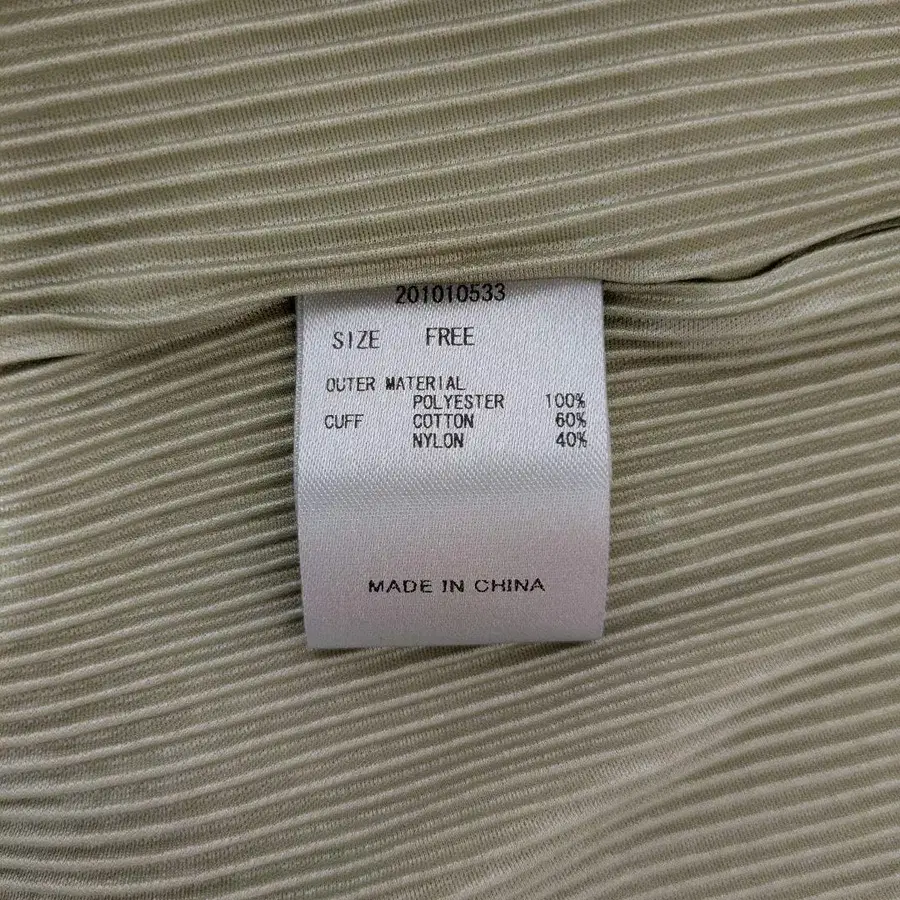 201010533
SIZE FREE
OUTER MATERIAL
POLYESTER 100%
CUFF COTTON 60%
NYLON 40%
MADE IN CHINA